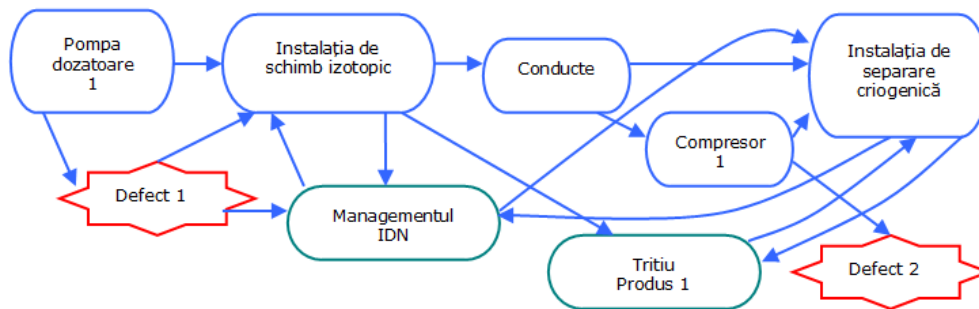 Pompa
dozatoare
1
Instalația de
schimb izotopic
Conducte
Instalația de
separare
criogenică
Compresor
1
Defect 1
Managementul
IDN
Tritiu
Produs 1
Defect 2